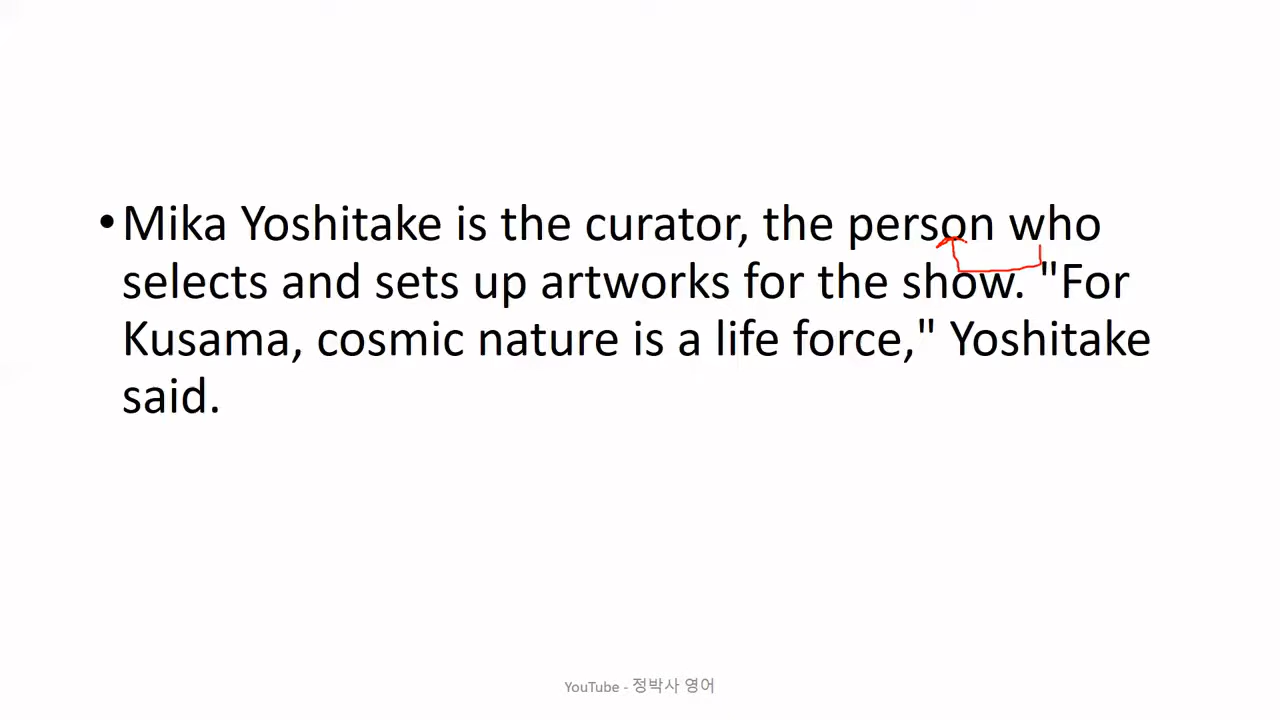 •Mika Yoshitake is the curator, the person who
selects and sets up artworks for the show. "For
Kusama, cosmic nature is a life force," Yoshitake
said.
YouTube - 정박사 영어